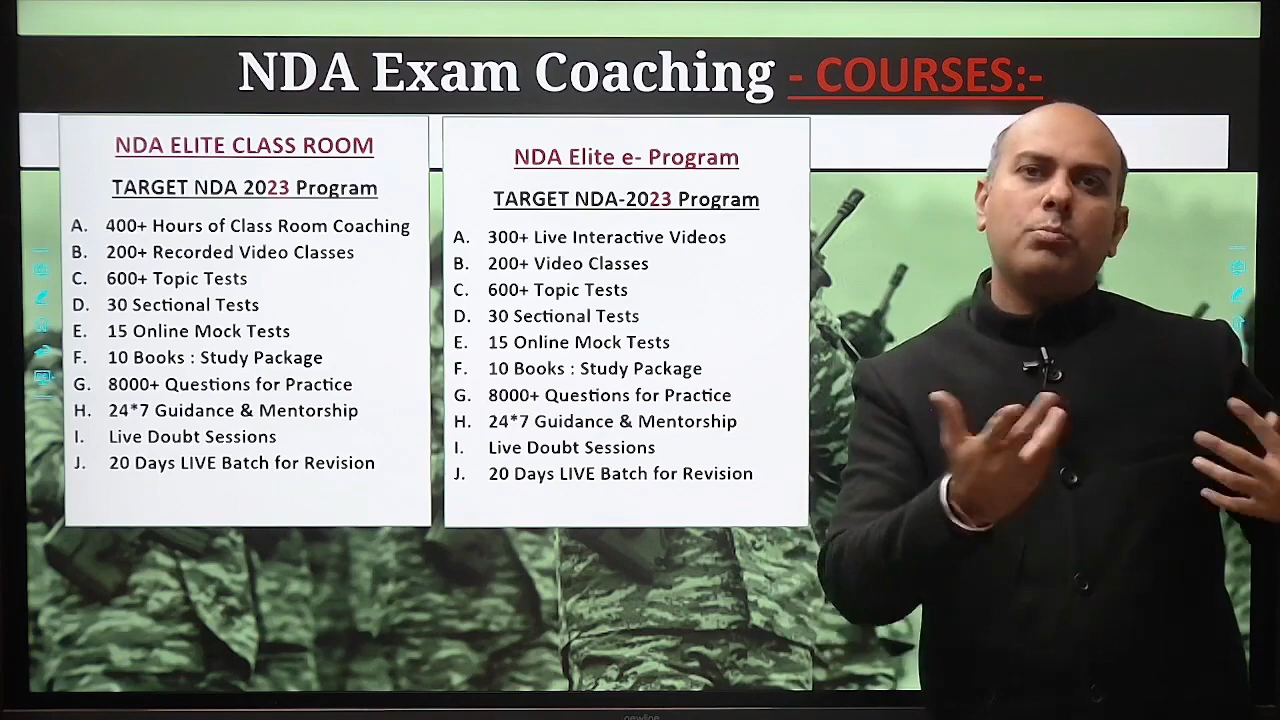 NDA Exam Coaching - COURSES:-
NDA ELITE CLASS ROOM
TARGET NDA 2023 Program
A. 400+ Hours of Class Room Coaching
B. 200+ Recorded Video Classes
C. 600+ Topic Tests
D. 30 Sectional Tests
E. 15 Online Mock Tests
F. 10 Books : Study Package
G. 8000+ Questions for Practice
H. 24*7 Guidance & Mentorship
I. Live Doubt Sessions
J. 20 Days LIVE Batch for Revision
NDA Elite e- Program
TARGET NDA-2023 Program
A. 300+ Live Interactive Videos
B. 200+ Video Classes
C. 600+ Topic Tests
D. 30 Sectional Tests
E. 15 Online Mock Tests
F. 10 Books : Study Package
G. 8000+ Questions for Practice
H. 24*7 Guidance & Mentorship
I. Live Doubt Sessions
J. 20 Days LIVE Batch for Revision
newline